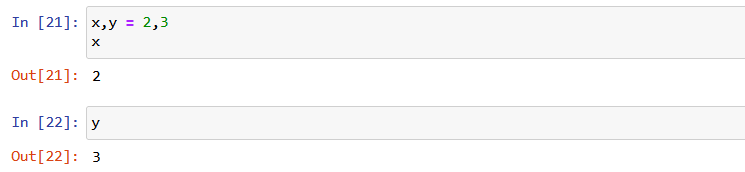 In [21]: x,y = 2,3
x
Out[21]: 2
In [22]: y
Out[22]: 3